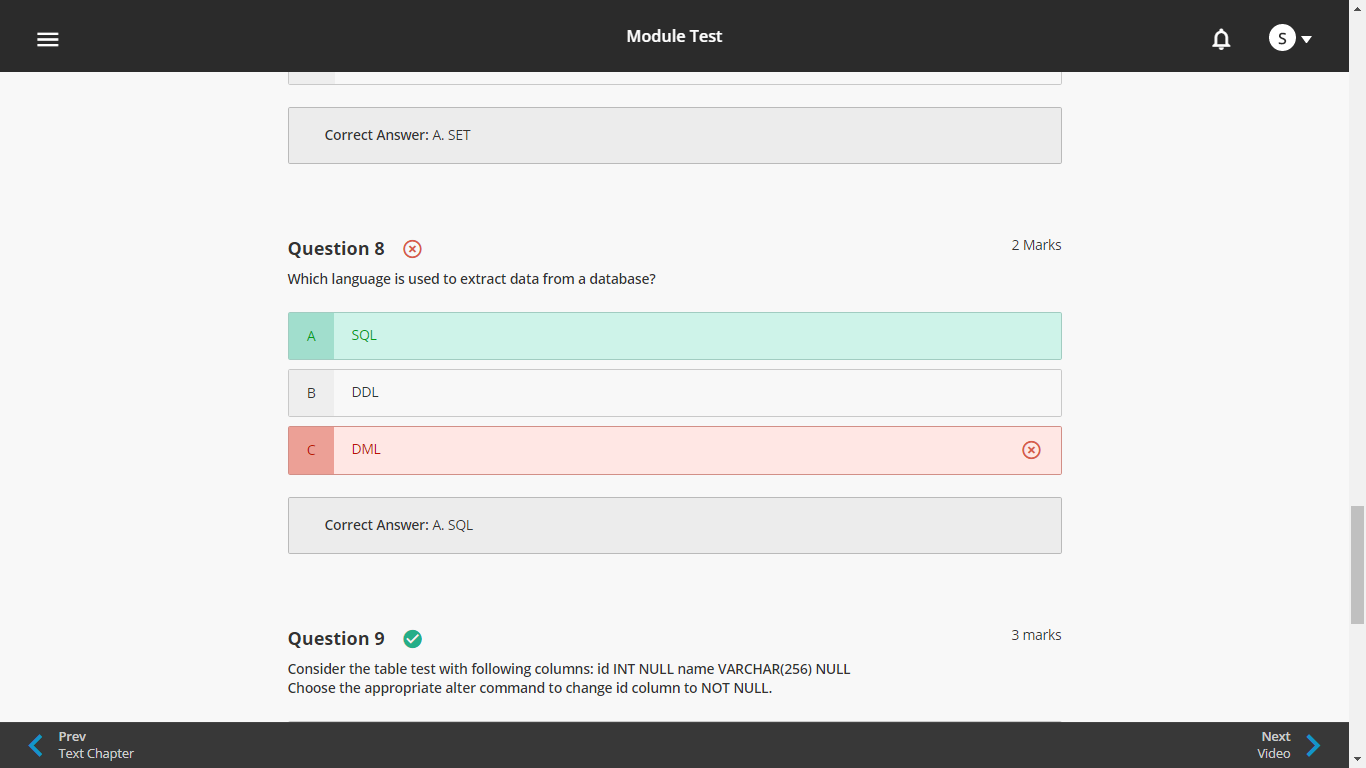 Module Test
S
Correct Answer: A. SET
Question 8
2 Marks
Which language is used to extract data from a database?
A SQL
B DDL
C DML
Correct Answer: A. SQL
Question 9
3 marks
Consider the table test with following columns: id INT NULL name VARCHAR(256) NULL
Choose the appropriate alter command to change id column to NOT NULL.
Prev
Text Chapter
Next
Video